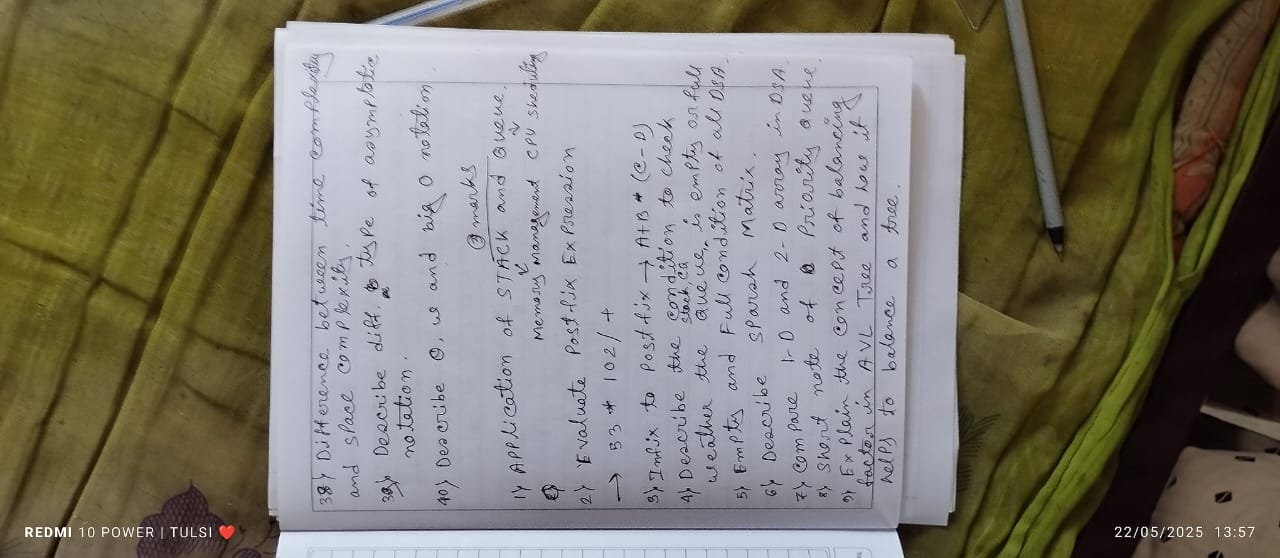 38) Difference between time complexity
and space complexity.
39) Describe diff. type of asymptotic
notation.
40) Describe Θ, w and big O notation
marks
1) Application of STACK and Queue.
Memory Management CPU Sheduling
2) Evaluate Postfix Expression
→ 53 * 102/ +
3) Infix to Postfix → A+B * (C-D)
4) Describe the condition to check
stack, CQ
weather the Queue,, is empty or full
5) Empty and Full condition of all DSA
6) Describe sparsh Matrix.
7) Compare 1-D and 2-D array in DSA
8) Short note of Priority Queue
9) Explain the concept of balancing
factor in AVL Tree and how it
helps to balance a tree.
REDMI 10 POWER | TULSI ❤️
22/05/2025 13:57